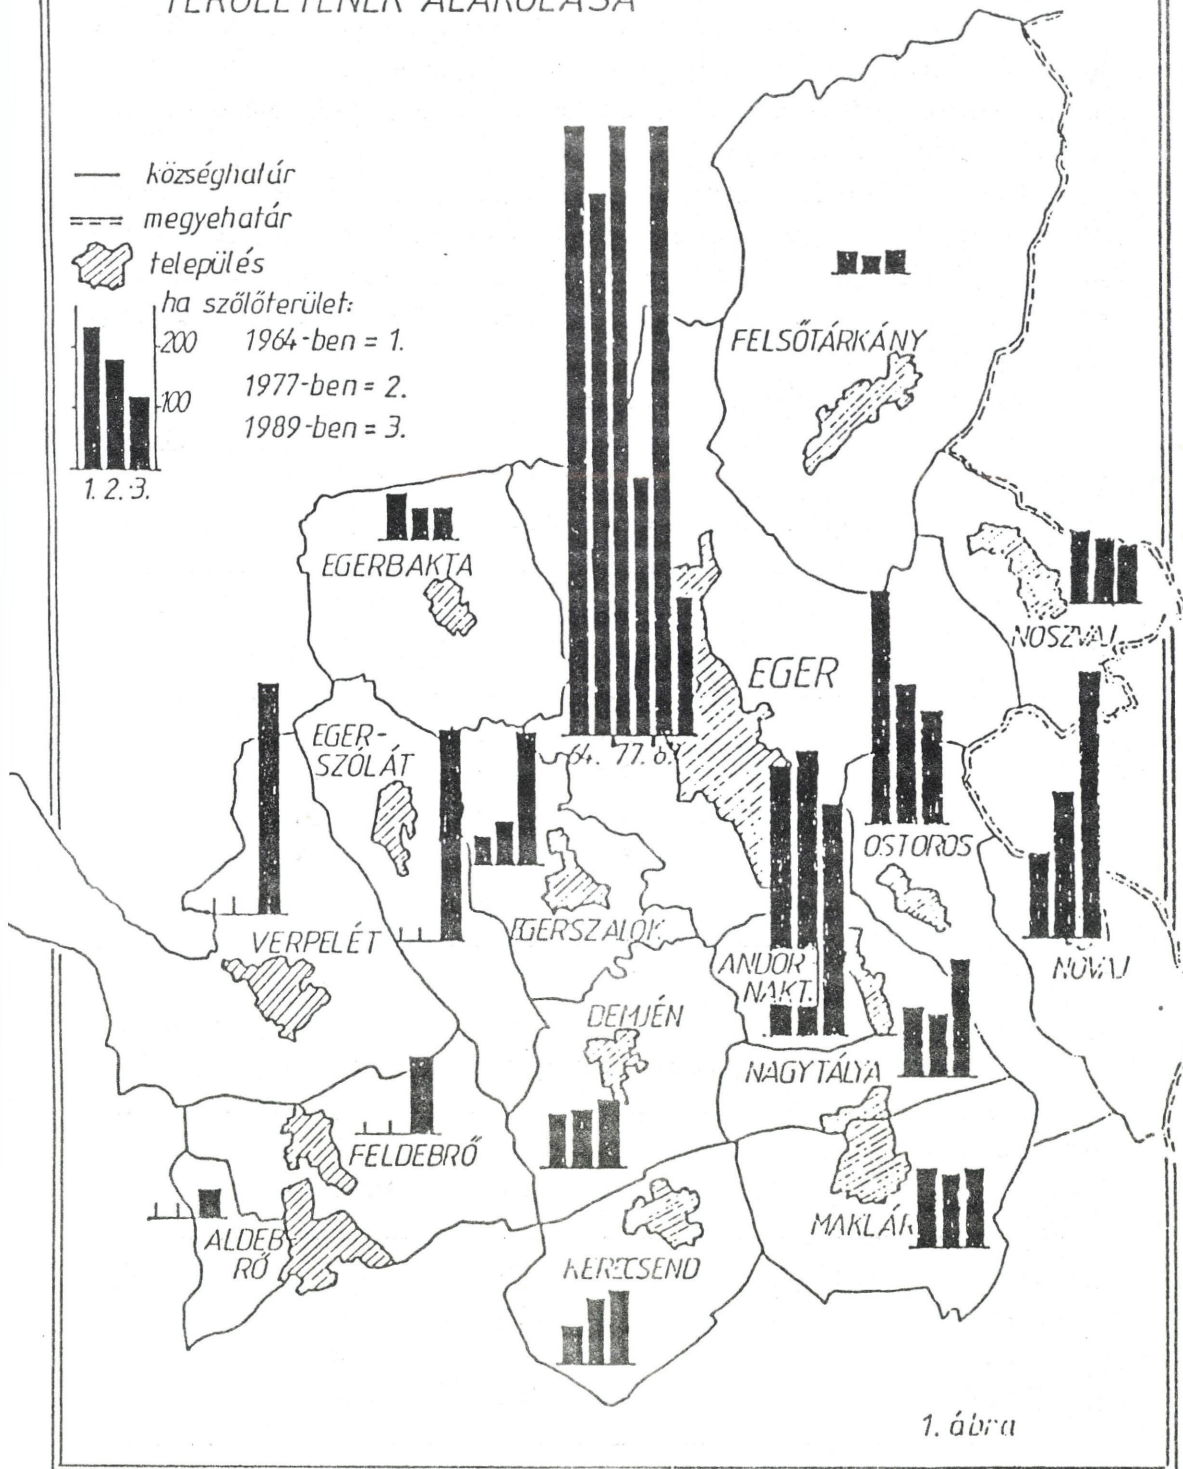 TERÜLETÉNEK ALAKULÁSA
községhatár
megyehatár
település
ha szőlőterület:
200
1964-ben = 1.
1977-ben = 2.
100
1989-ben = 3.
1. 2. 3.
FELSŐTÁRKÁNY
EGERBAKTA
NOSZVAJ
EGER
EGER-
SZÓLÁT
64. 77.
OSTOROS
VERPELÉT
EGERSZALÓK
ANDOR
NAKT.
NOVAJ
DEMJÉN
NAGYTÁLYA
FELDEBRŐ
MAKLÁR
ALDEB
RŐ
KERECSEND
1. ábra